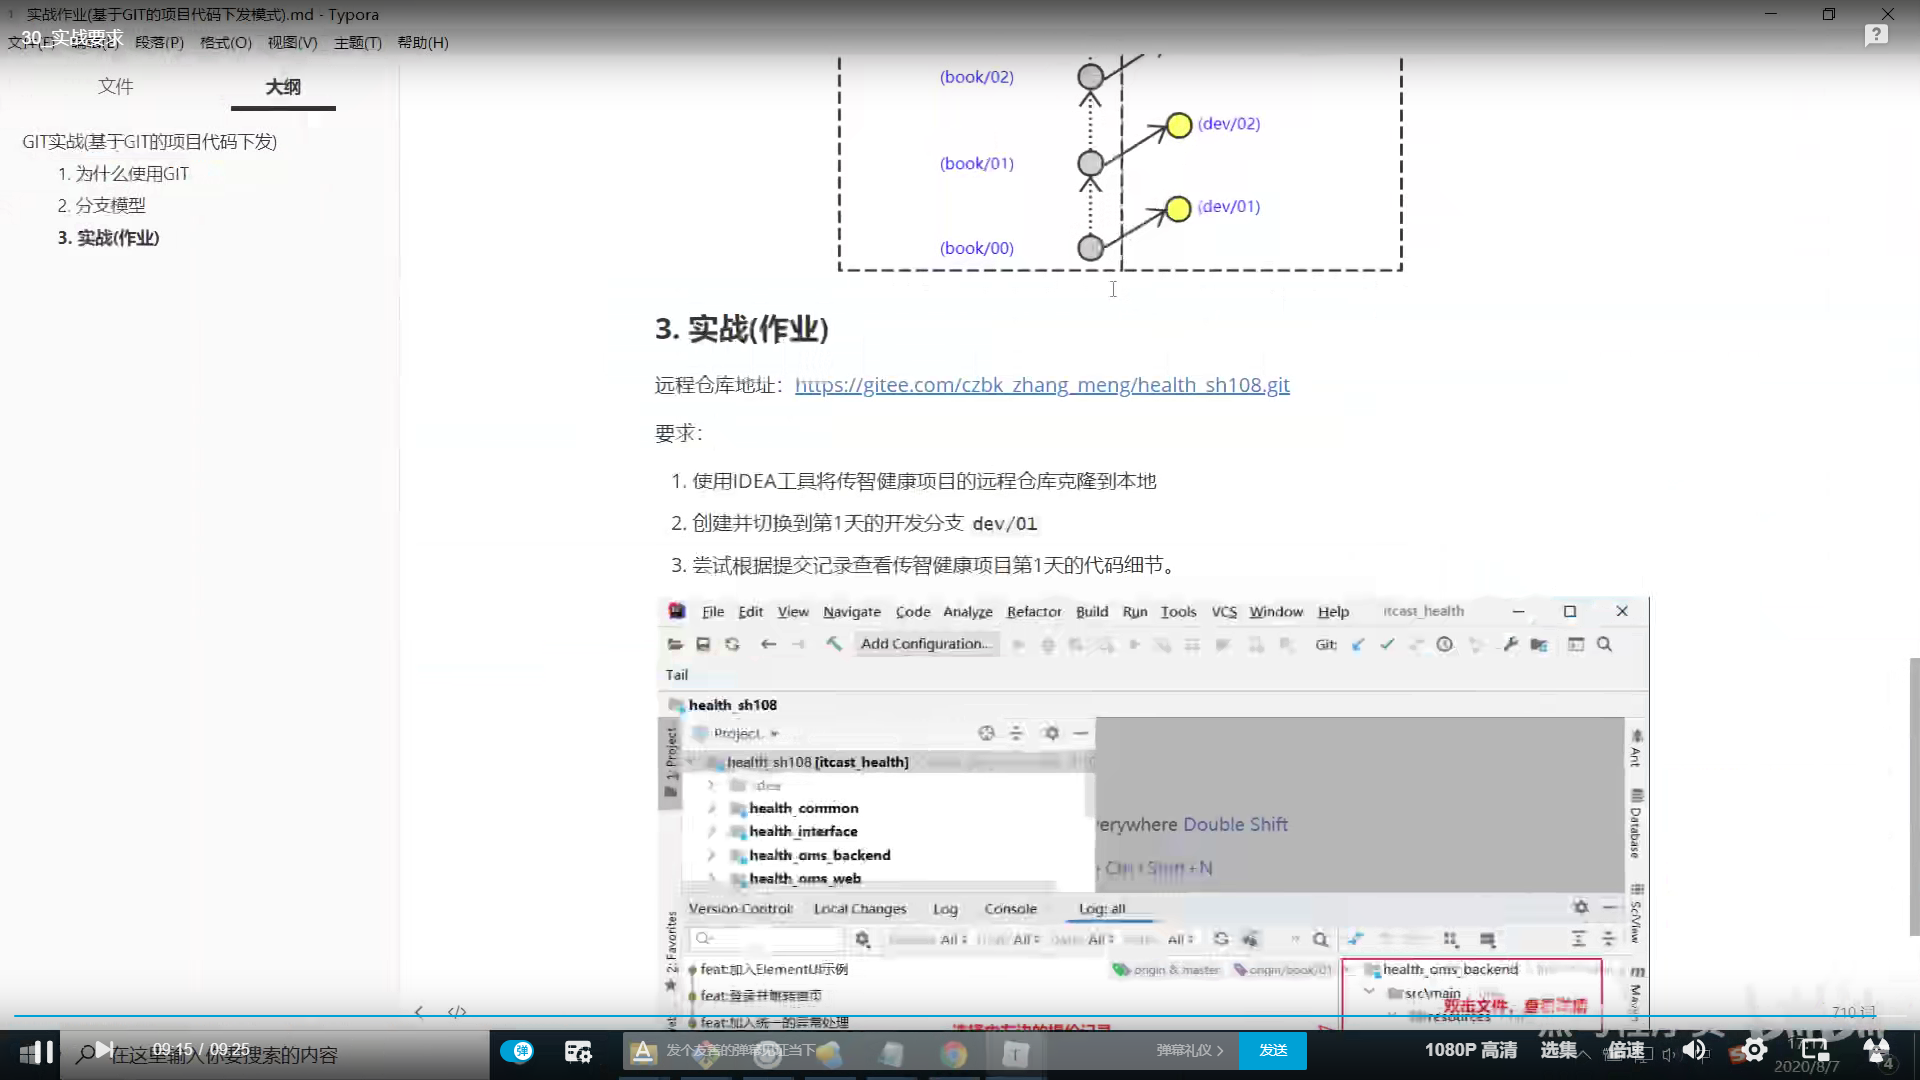 实战作业(基于GIT的项目代码下发模式).md - Typora
30_实战要求
段落(P) 格式(O) 视图(V) 主题(T) 帮助(H)
文件 大纲
GIT实战(基于GIT的项目代码下发)
1. 为什么使用GIT
2. 分支模型
3. 实战(作业)
(book/02)
(dev/02)
(book/01)
(dev/01)
(book/00)
3. 实战(作业)
远程仓库地址: https://gitee.com/czbk_zhang_meng/health_sh108.git
要求:
1. 使用IDEA工具将传智健康项目的远程仓库克隆到本地
2. 创建并切换到第1天的开发分支 dev/01
3. 尝试根据提交记录查看传智健康项目第1天的代码细节。
File Edit View Navigate Code Analyze Refactor Build Run Tools VCS Window Help itcast_health
Add Configuration... Git:
Tail
health_sh108
1: Project
Project
health_sh108 [itcast_health]
.idea
health_common
health_interface
health_oms_backend
health_oms_web
Ant
Database
SciView
Maven
2: Favorites
everywhere Double Shift
Ctrl+Shift+N
Version Control: Local Changes Log Console Log: all
All All All All
feat:加入ElementUI示例 origin & master origin/book/01
feat:登录并跳转首页
feat:加入统一的异常处理
health_oms_backend
src\main
双击文件，查看详情
resources
710 词
09:15 / 09:25
在这里输入你要搜索的内容
弹
发个友善的弹幕见证当下
弹幕礼仪 >
发送
1080P 高清 选集 倍速
2020/8/7
4